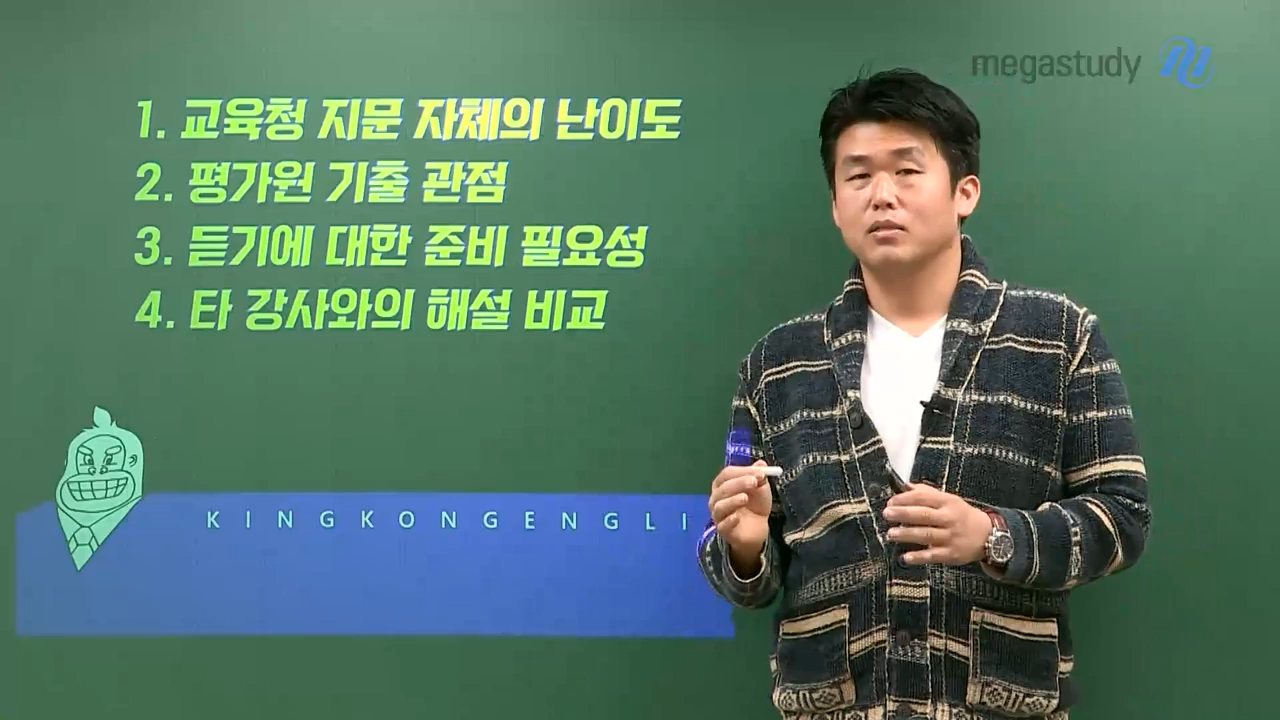 megastudy
1. 교육청 지문 자체의 난이도
2. 평가원 기출 관점
3. 듣기에 대한 준비 필요성
4. 타 강사와의 해설 비교
KINGKONGENGLI